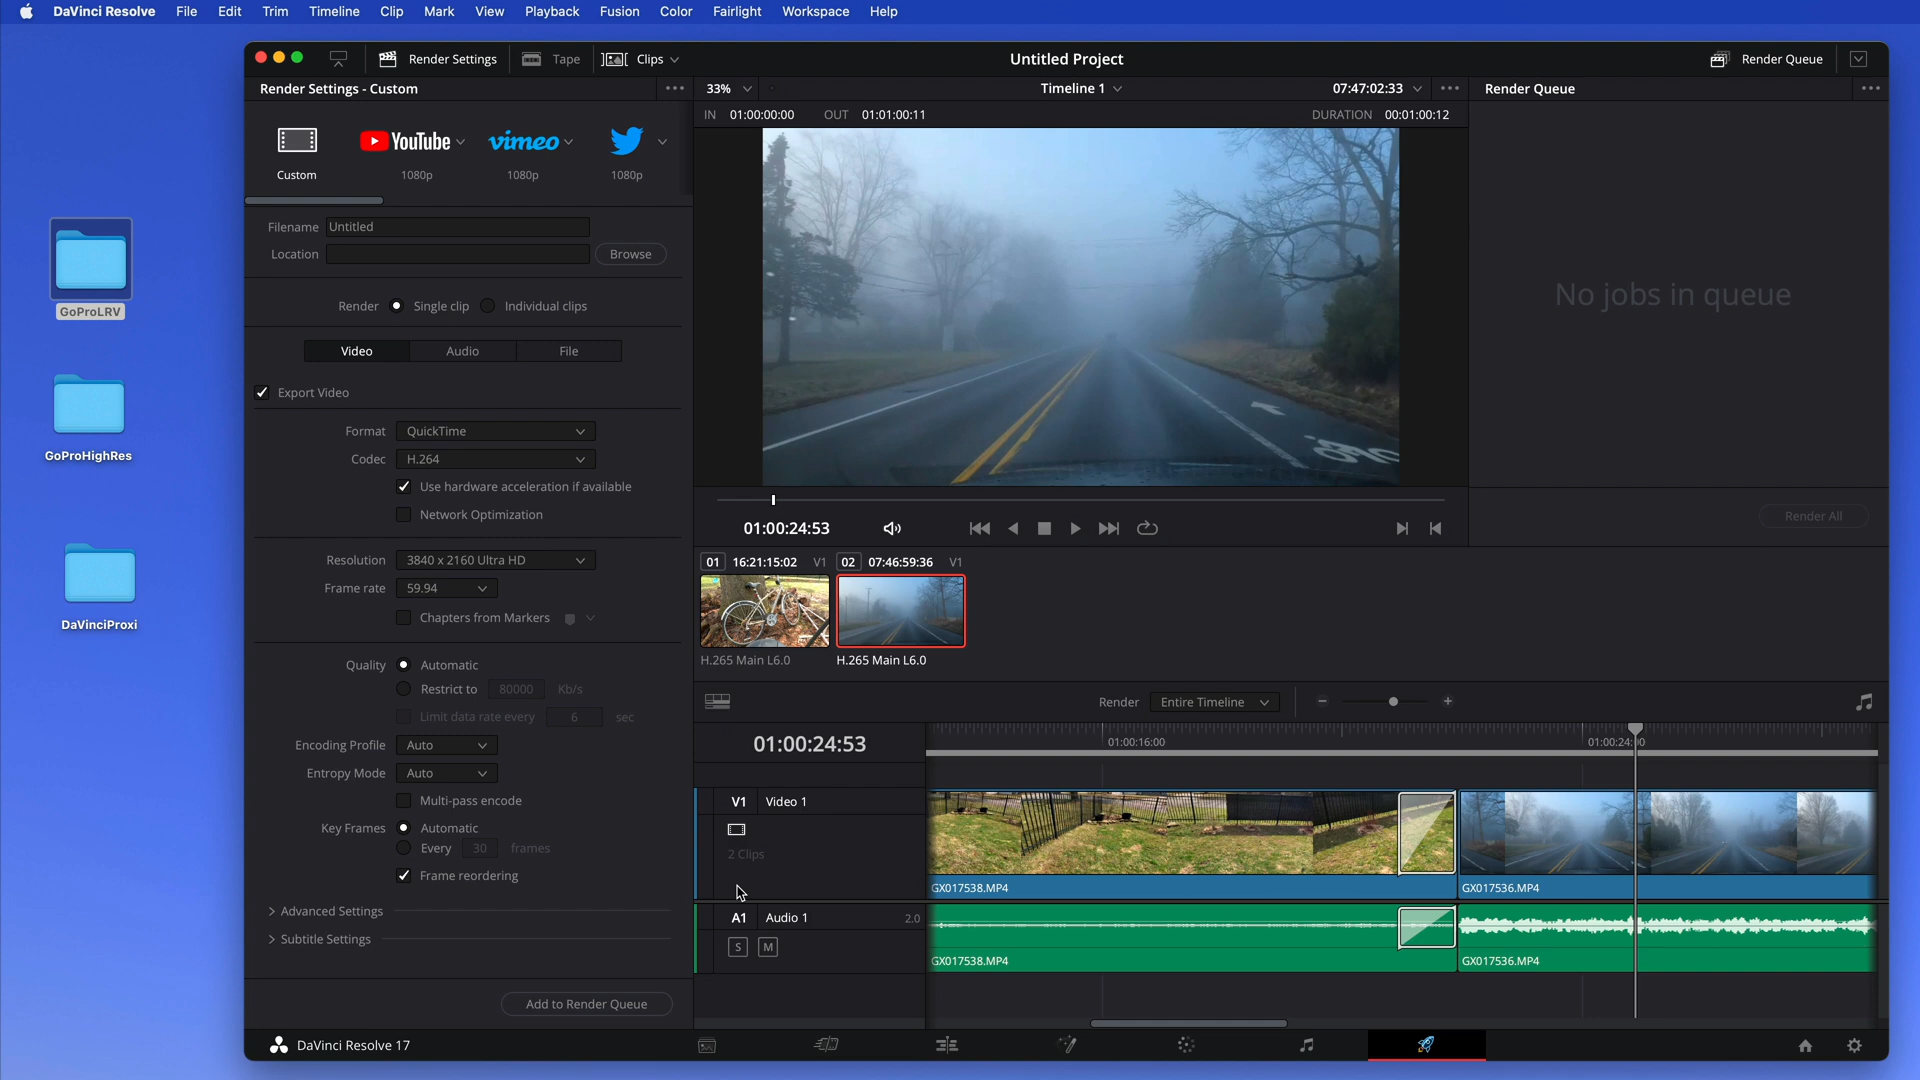 DaVinci Resolve File Edit Trim Timeline Clip Mark View Playback Fusion Color Fairlight Workspace Help
Render Settings Tape Clips Untitled Project Render Queue
Render Settings - Custom 33% Timeline 1 07:47:02:33 Render Queue
IN 01:00:00:00 OUT 01:01:00:11 DURATION 00:01:00:12
YouTube vimeo
Custom 1080p 1080p 1080p
Filename Untitled
Location Browse
GoProLRV
Render Single clip Individual clips
No jobs in queue
Video Audio File
Export Video
Format QuickTime
GoProHighRes
Codec H.264
Use hardware acceleration if available
Network Optimization
Render All
01:00:24:53
Resolution 3840 x 2160 Ultra HD
01 16:21:15:02 V1 02 07:46:59:36 V1
Frame rate 59.94
Chapters from Markers
DaVinciProxi
H.265 Main L6.0 H.265 Main L6.0
Quality Automatic
Restrict to 80000 Kb/s
Limit data rate every 6 sec
Render Entire Timeline
Encoding Profile Auto
01:00:24:53 01:00:16:00 01:00:24:00
Entropy Mode Auto
Multi-pass encode
V1 Video 1
Key Frames Automatic
Every 30 frames
2 Clips
Frame reordering
GX017538.MP4 GX017536.MP4
Advanced Settings
A1 Audio 1 2.0
Subtitle Settings
S M
GX017538.MP4 GX017536.MP4
Add to Render Queue
DaVinci Resolve 17